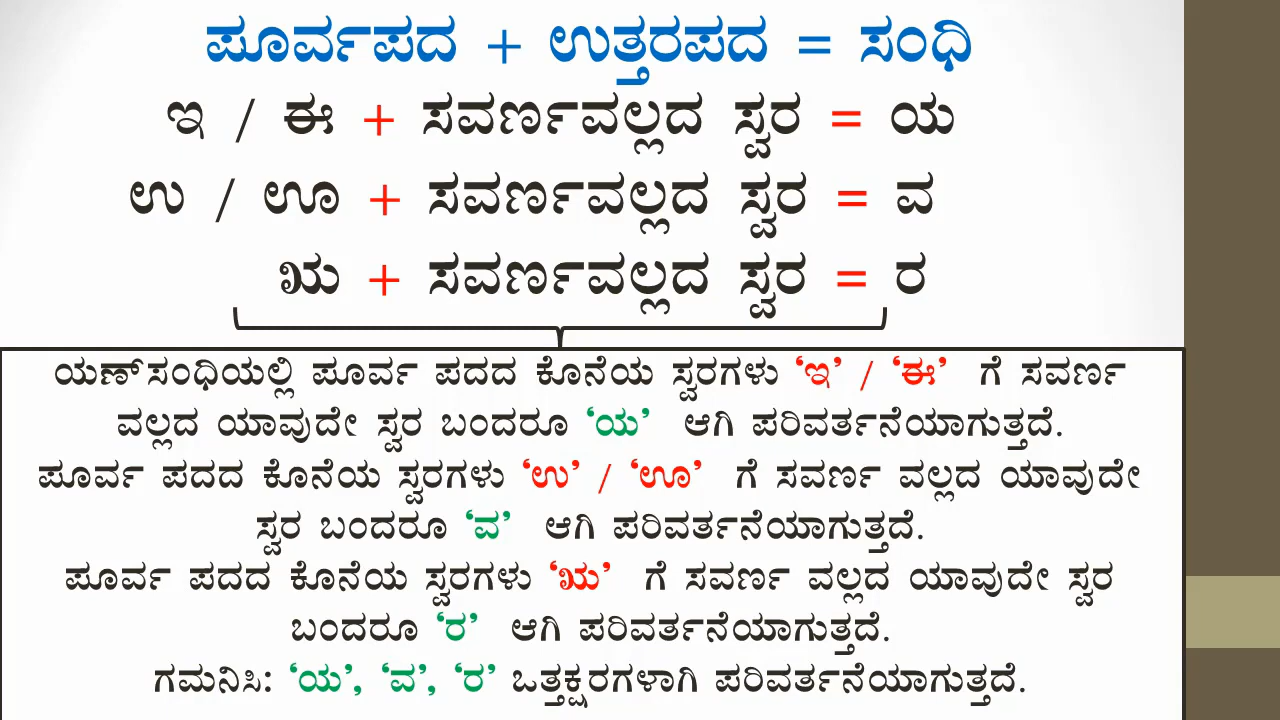 ಪೂರ್ವಪದ + ಉತ್ತರಪದ = ಸಂಧಿ
ಇ / ಈ + ಸವರ್ಣವಲ್ಲದ ಸ್ವರ = ಯ
ಉ / ಊ + ಸವರ್ಣವಲ್ಲದ ಸ್ವರ = ವ
ಋ + ಸವರ್ಣವಲ್ಲದ ಸ್ವರ = ರ
ಯಣ್‌ಸಂಧಿಯಲ್ಲಿ ಪೂರ್ವ ಪದದ ಕೊನೆಯ ಸ್ವರಗಳು ‘ಇ’ / ‘ಈ’ ಗೆ ಸವರ್ಣ
ವಲ್ಲದ ಯಾವುದೇ ಸ್ವರ ಬಂದರೂ ‘ಯ’ ಆಗಿ ಪರಿವರ್ತನೆಯಾಗುತ್ತದೆ.
ಪೂರ್ವ ಪದದ ಕೊನೆಯ ಸ್ವರಗಳು ‘ಉ’ / ‘ಊ’ ಗೆ ಸವರ್ಣ ವಲ್ಲದ ಯಾವುದೇ
ಸ್ವರ ಬಂದರೂ ‘ವ’ ಆಗಿ ಪರಿವರ್ತನೆಯಾಗುತ್ತದೆ.
ಪೂರ್ವ ಪದದ ಕೊನೆಯ ಸ್ವರಗಳು ‘ಋ’ ಗೆ ಸವರ್ಣ ವಲ್ಲದ ಯಾವುದೇ ಸ್ವರ
ಬಂದರೂ ‘ರ’ ಆಗಿ ಪರಿವರ್ತನೆಯಾಗುತ್ತದೆ.
ಗಮನಿಸಿ: ‘ಯ’, ‘ವ’, ‘ರ’ ಒತ್ತಕ್ಷರಗಳಾಗಿ ಪರಿವರ್ತನೆಯಾಗುತ್ತದೆ.